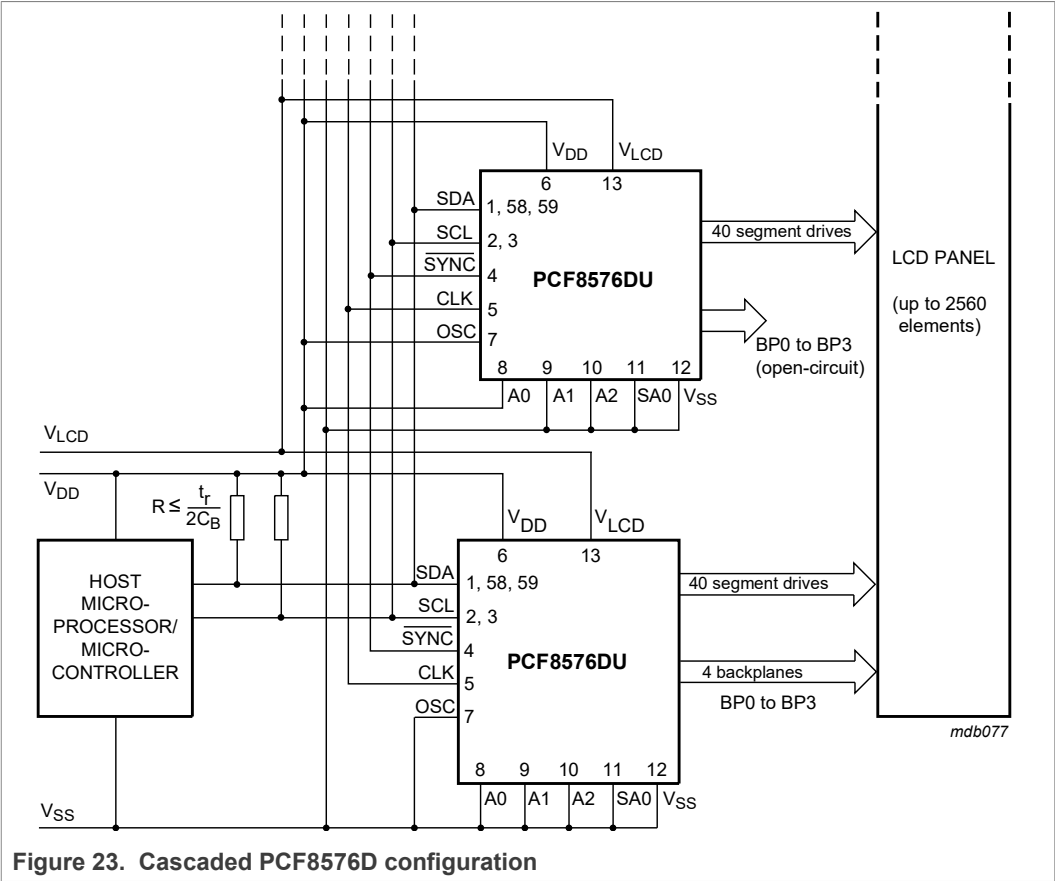 VDD
VLCD
6
13
SDA
1, 58, 59
SCL
2, 3
SYNC
4
PCF8576DU
CLK
5
OSC
7
40 segment drives
LCD PANEL
(up to 2560
elements)
BP0 to BP3
(open-circuit)
8
9
10
11
12
A0
A1
A2
SA0
VSS
VLCD
VDD
R ≤ tr/2CB
VDD
VLCD
6
13
HOST
MICRO-
PROCESSOR/
MICRO-
CONTROLLER
SDA
1, 58, 59
SCL
2, 3
SYNC
4
PCF8576DU
CLK
5
OSC
7
40 segment drives
4 backplanes
BP0 to BP3
mdb077
8
9
10
11
12
A0
A1
A2
SA0
VSS
VSS
Figure 23. Cascaded PCF8576D configuration